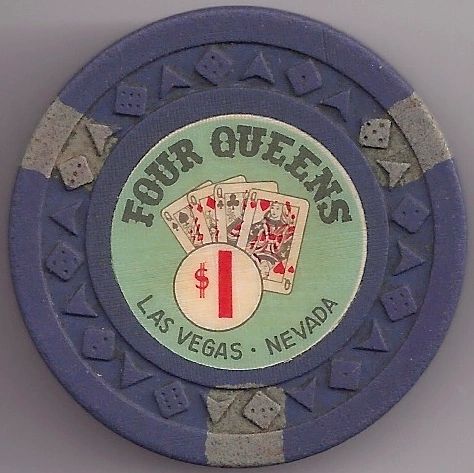 FOUR QUEENS
$1
LAS VEGAS · NEVADA